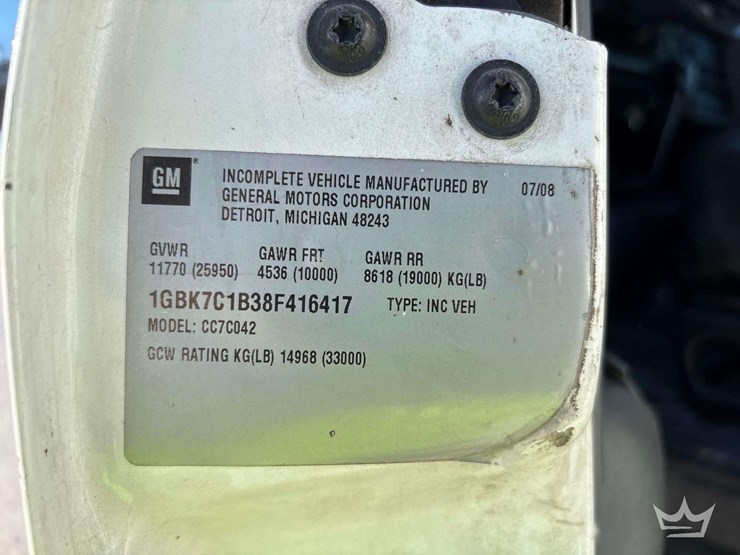 GM ®
INCOMPLETE VEHICLE MANUFACTURED BY 07/08
GENERAL MOTORS CORPORATION
DETROIT, MICHIGAN 48243
GVWR GAWR FRT GAWR RR
11770 (25950) 4536 (10000) 8618 (19000) KG(LB)
1GBK7C1B38F416417 TYPE: INC VEH
MODEL: CC7C042
GCW RATING KG(LB) 14968 (33000)